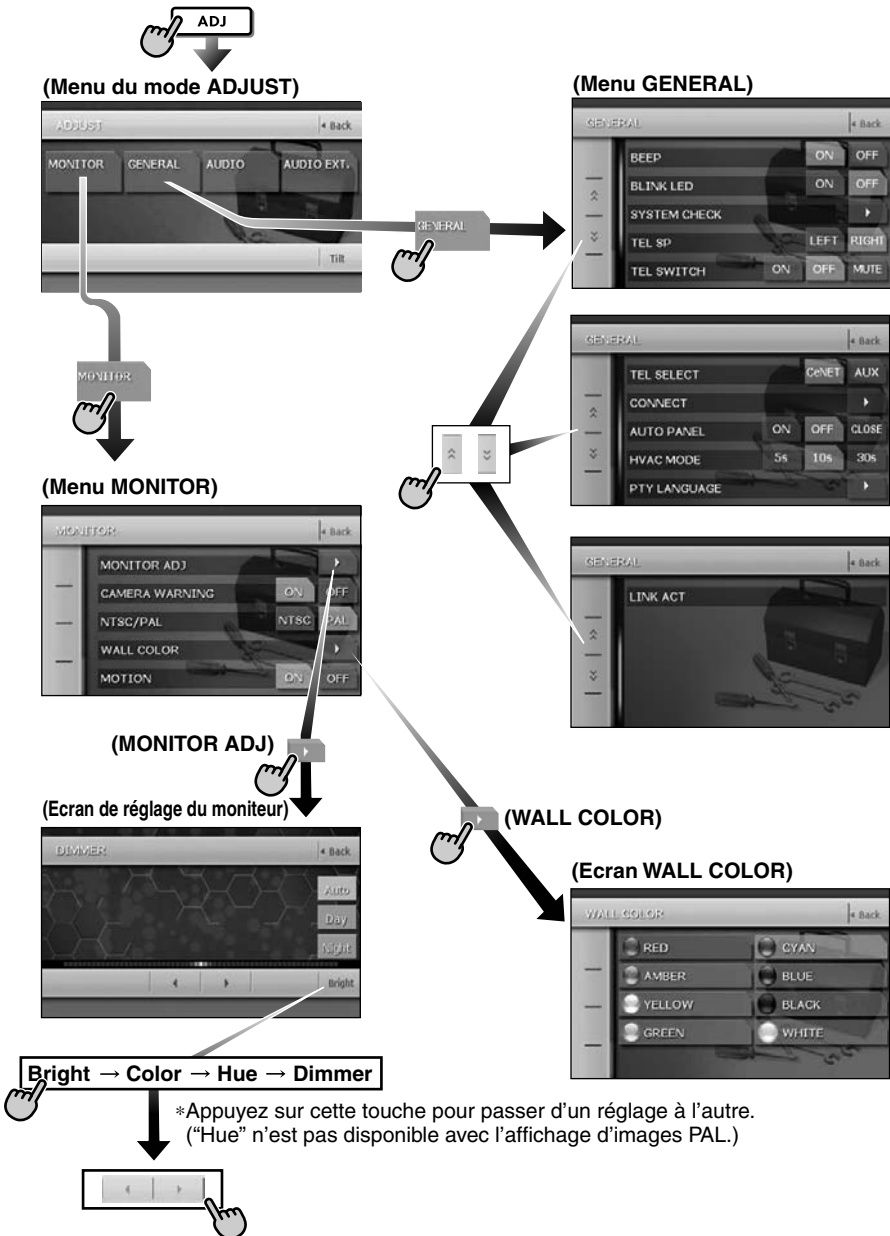 ADJ
(Menu du mode ADJUST)
ADJUST
Back
MONITOR
GENERAL
AUDIO
AUDIO EXT.
Tilt
GENERAL
(Menu GENERAL)
GENERAL
Back
BEEP ON OFF
BLINK LED ON OFF
SYSTEM CHECK
TEL SP LEFT RIGHT
TEL SWITCH ON OFF MUTE
GENERAL
Back
TEL SELECT CeNET AUX
CONNECT
AUTO PANEL ON OFF CLOSE
HVAC MODE 5s 10s 30s
PTY LANGUAGE
GENERAL
Back
LINK ACT
MONITOR
(Menu MONITOR)
MONITOR
Back
MONITOR ADJ
CAMERA WARNING ON OFF
NTSC/PAL NTSC PAL
WALL COLOR
MOTION ON OFF
(MONITOR ADJ)
(Ecran de réglage du moniteur)
DIMMER
Back
Auto
Day
Night
Bright
(WALL COLOR)
(Ecran WALL COLOR)
WALL COLOR
Back
RED CYAN
AMBER BLUE
YELLOW BLACK
GREEN WHITE
Bright → Color → Hue → Dimmer
*Appuyez sur cette touche pour passer d'un réglage à l'autre.
("Hue" n'est pas disponible avec l'affichage d'images PAL.)